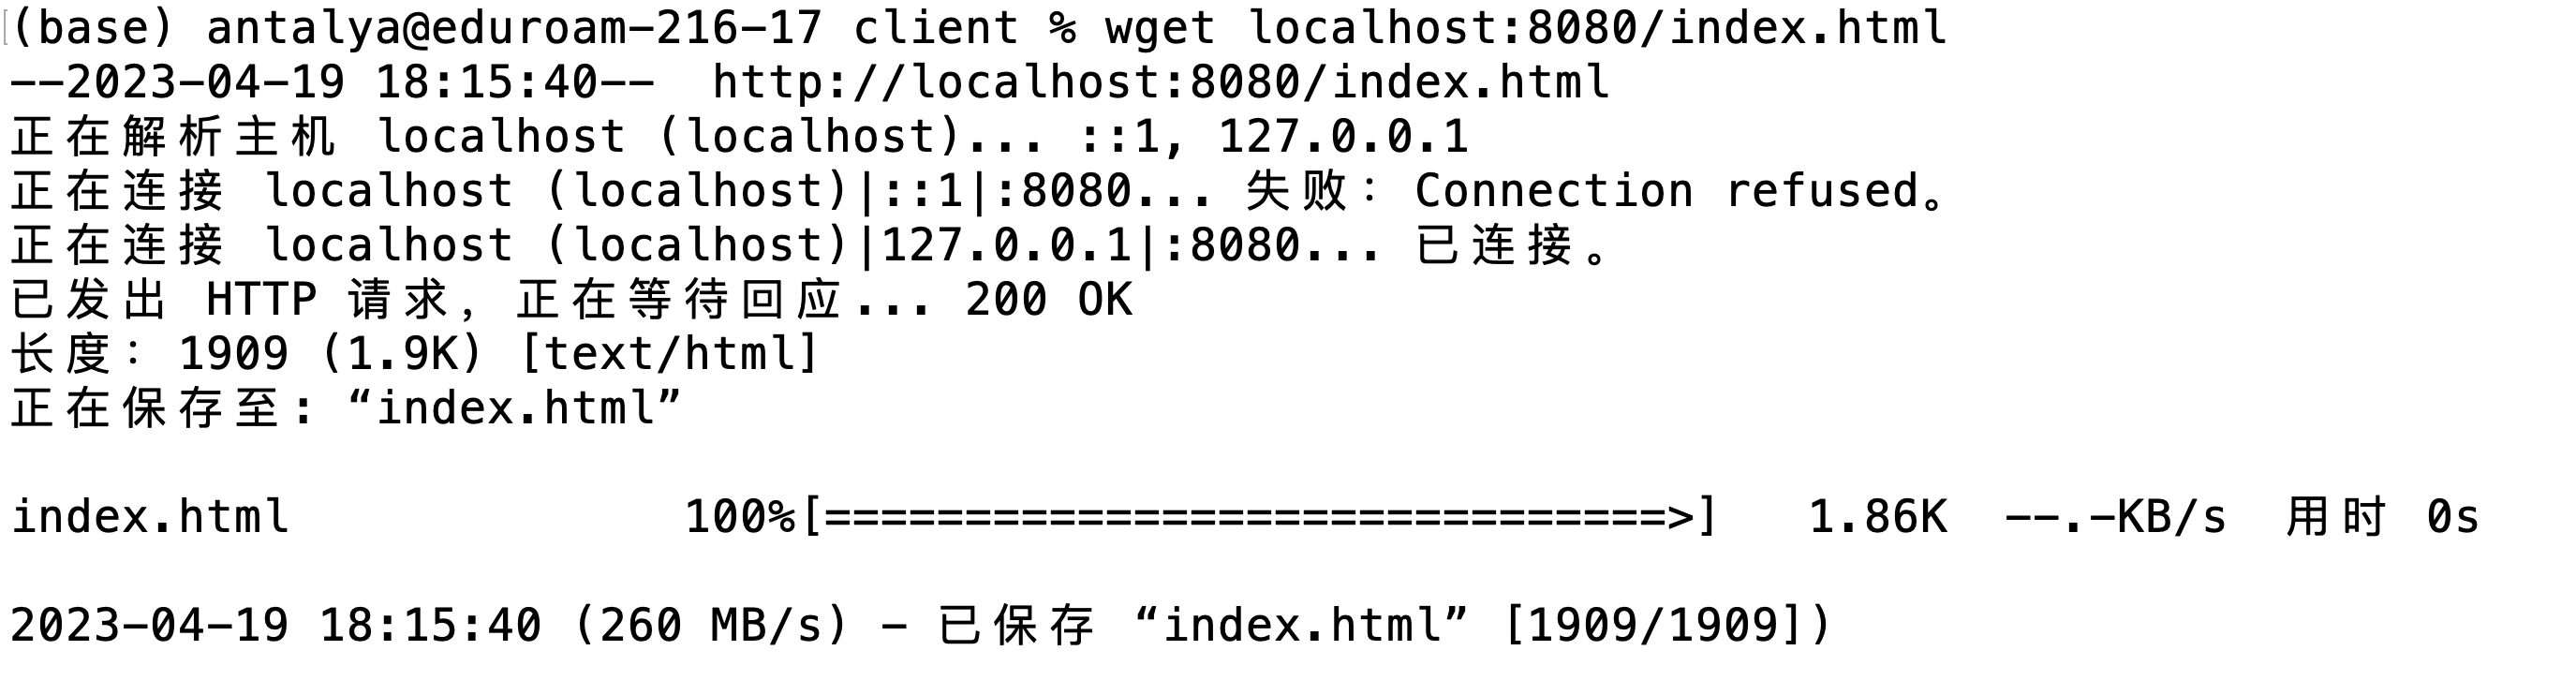 (base) antalya@eduroam-216-17 client % wget localhost:8080/index.html
--2023-04-19 18:15:40--  http://localhost:8080/index.html
正在解析主机 localhost (localhost)... ::1, 127.0.0.1
正在连接 localhost (localhost)|::1|:8080... 失败：Connection refused。
正在连接 localhost (localhost)|127.0.0.1|:8080... 已连接。
已发出 HTTP 请求，正在等待回应... 200 OK
长度：1909 (1.9K) [text/html]
正在保存至: “index.html”
index.html              100%[==============================>]   1.86K  --.-KB/s  用时 0s
2023-04-19 18:15:40 (260 MB/s) - 已保存 “index.html” [1909/1909])